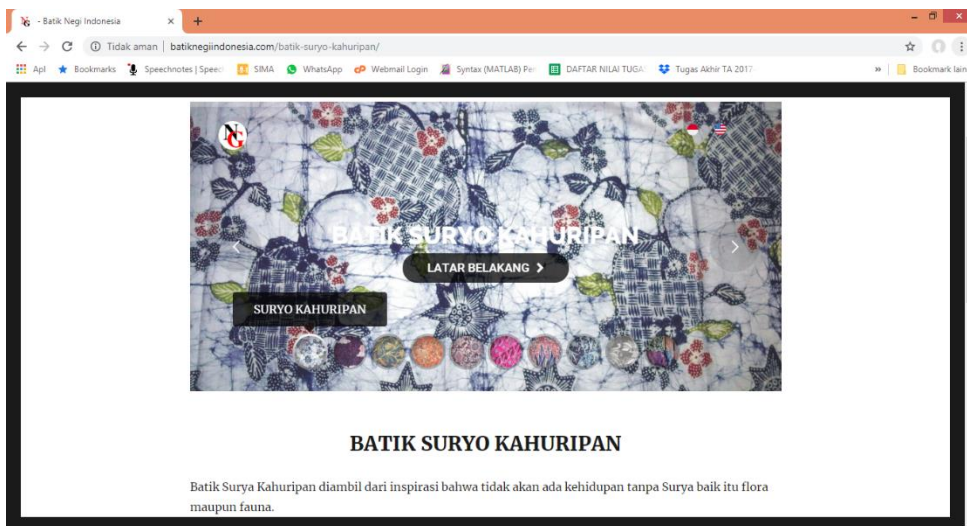 - Batik Negi Indonesia
Tidak aman | batiknegiindonesia.com/batik-suryo-kahuripan/
Apl Bookmarks Speechnotes | Speec SIMA WhatsApp Webmail Login Syntax (MATLAB) Per DAFTAR NILAI TUGA Tugas Akhir TA 2017 » Bookmark lain
NG
BATIK SURYO KAHURIPAN
LATAR BELAKANG >
SURYO KAHURIPAN
BATIK SURYO KAHURIPAN
Batik Surya Kahuripan diambil dari inspirasi bahwa tidak akan ada kehidupan tanpa Surya baik itu flora
maupun fauna.